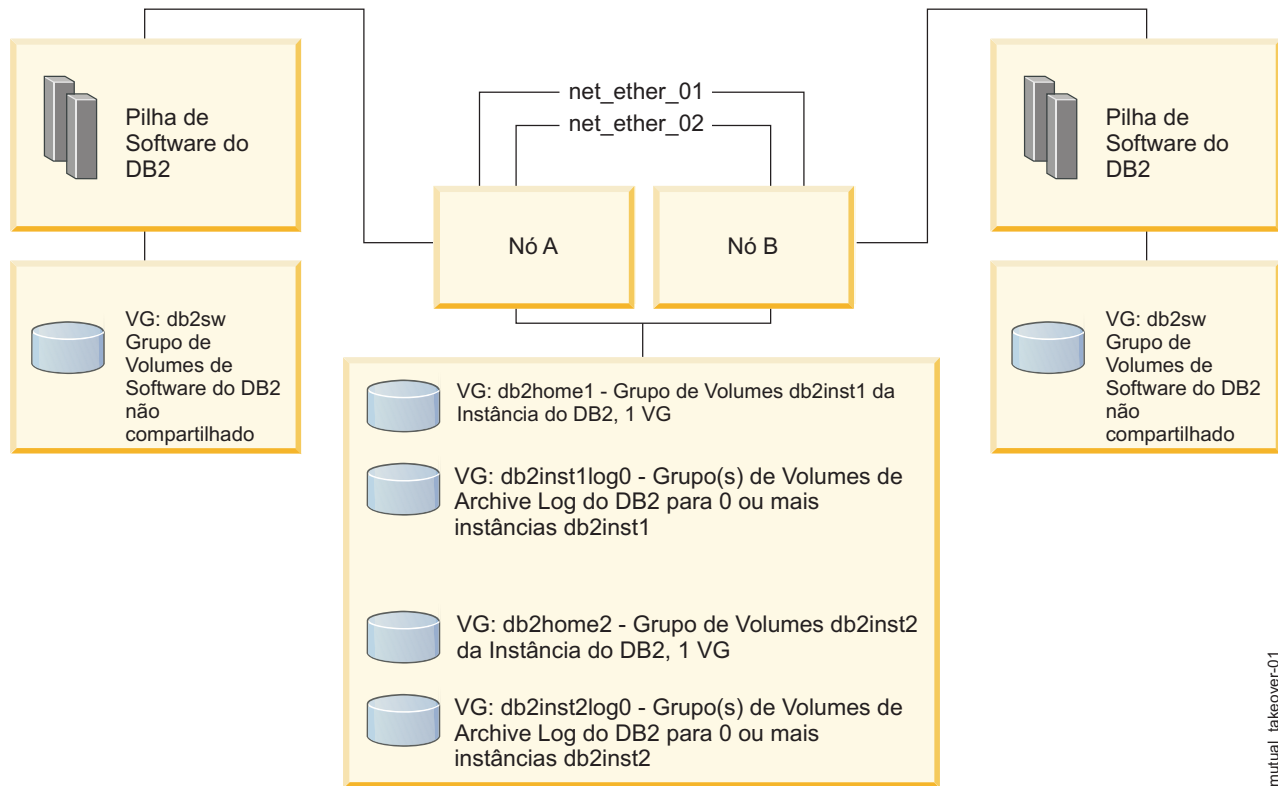 Pilha de
Software do
DB2
VG: db2sw
Grupo de
Volumes de
Software do DB2
não
compartilhado
net_ether_01
net_ether_02
Nó A
Nó B
VG: db2home1 - Grupo de Volumes db2inst1 da
Instância do DB2, 1 VG
VG: db2inst1log0 - Grupo(s) de Volumes de
Archive Log do DB2 para 0 ou mais
instâncias db2inst1
VG: db2home2 - Grupo de Volumes db2inst2
da Instância do DB2, 1 VG
VG: db2inst2log0 - Grupo(s) de Volumes de
Archive Log do DB2 para 0 ou mais
instâncias db2inst2
Pilha de
Software do
DB2
VG: db2sw
Grupo de
Volumes de
Software do DB2
não
compartilhado
mutual_takeover-01